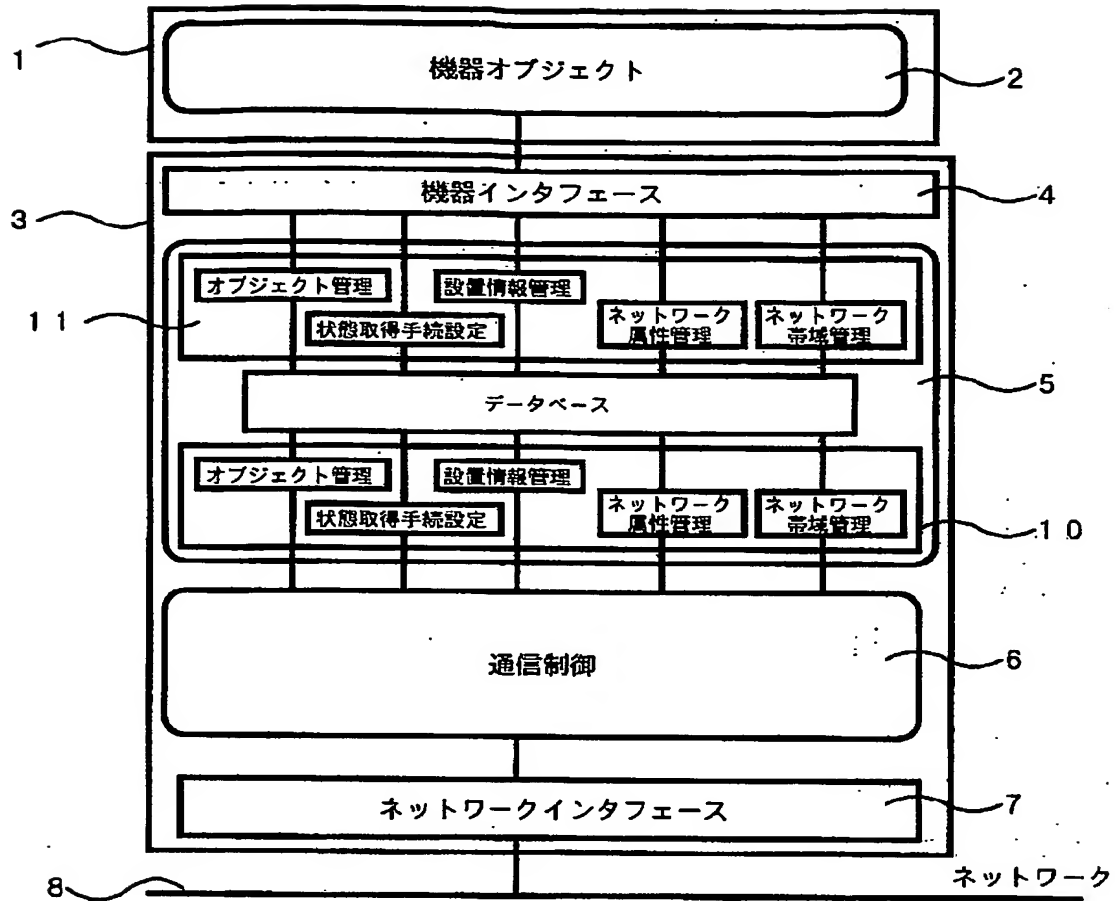 1
機器オブジェクト
2
機器インタフェース
4
3
オブジェクト管理
設置情報管理
11
状態取得手続設定
ネットワーク
属性管理
ネットワーク
帯域管理
5
データベース
オブジェクト管理
設置情報管理
状態取得手続設定
ネットワーク
属性管理
ネットワーク
帯域管理
10
通信制御
6
ネットワークインタフェース
7
8
ネットワーク